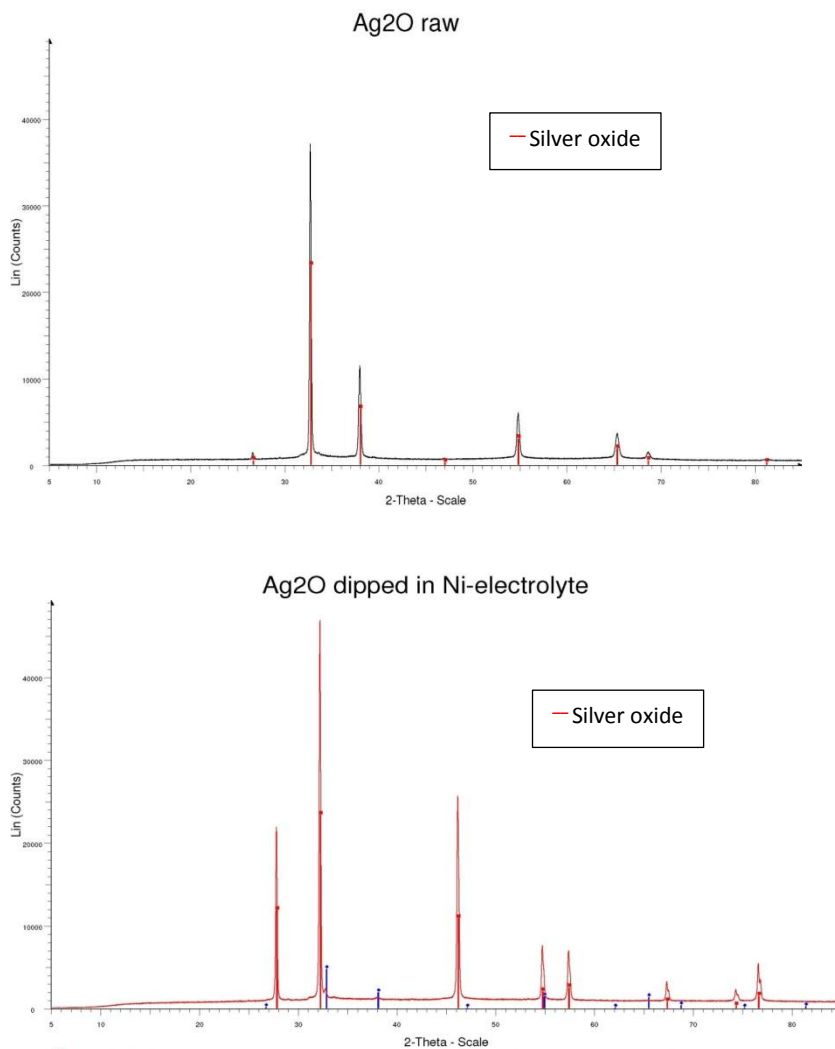 Ag2O raw
Lin (Counts)
40000
30000
20000
10000
0
Silver oxide
5 10 20 30 40 50 60 70 80
2-Theta - Scale
Ag2O dipped in Ni-electrolyte
Lin (Counts)
40000
30000
20000
10000
0
Silver oxide
5 10 20 30 40 50 60 70 80
2-Theta - Scale